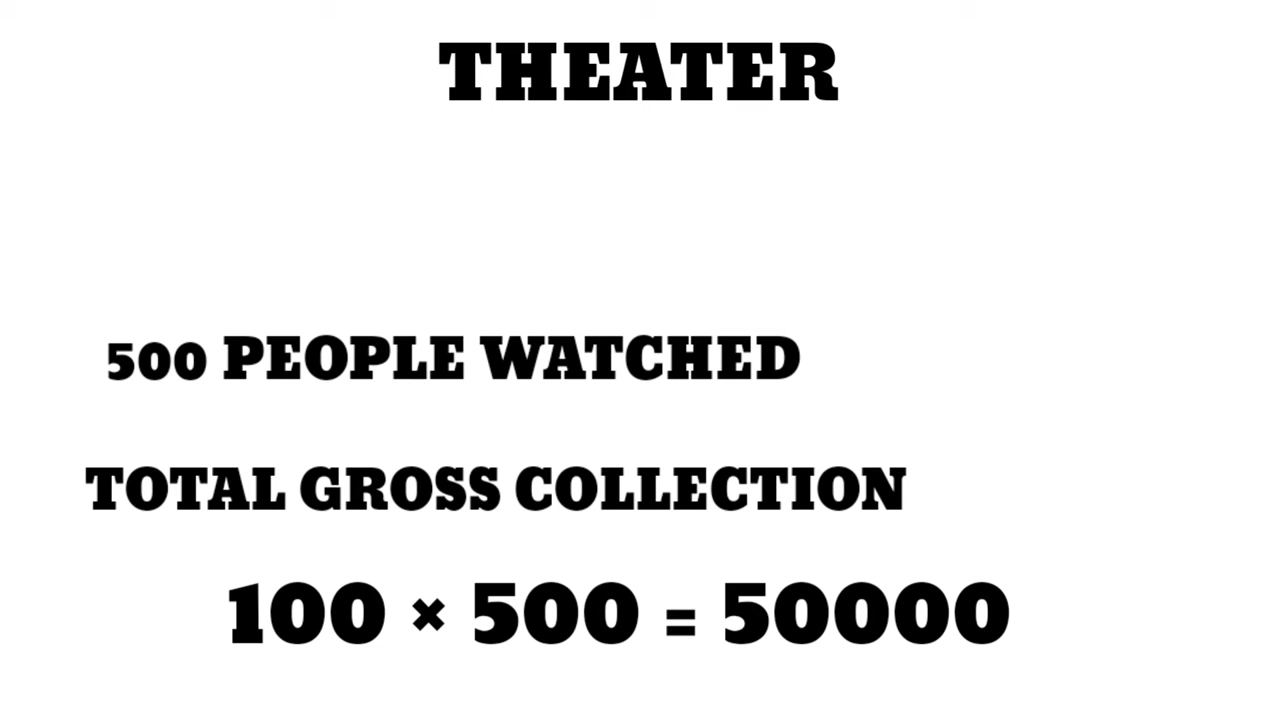 THEATER
500 PEOPLE WATCHED
TOTAL GROSS COLLECTION
100 × 500 = 50000